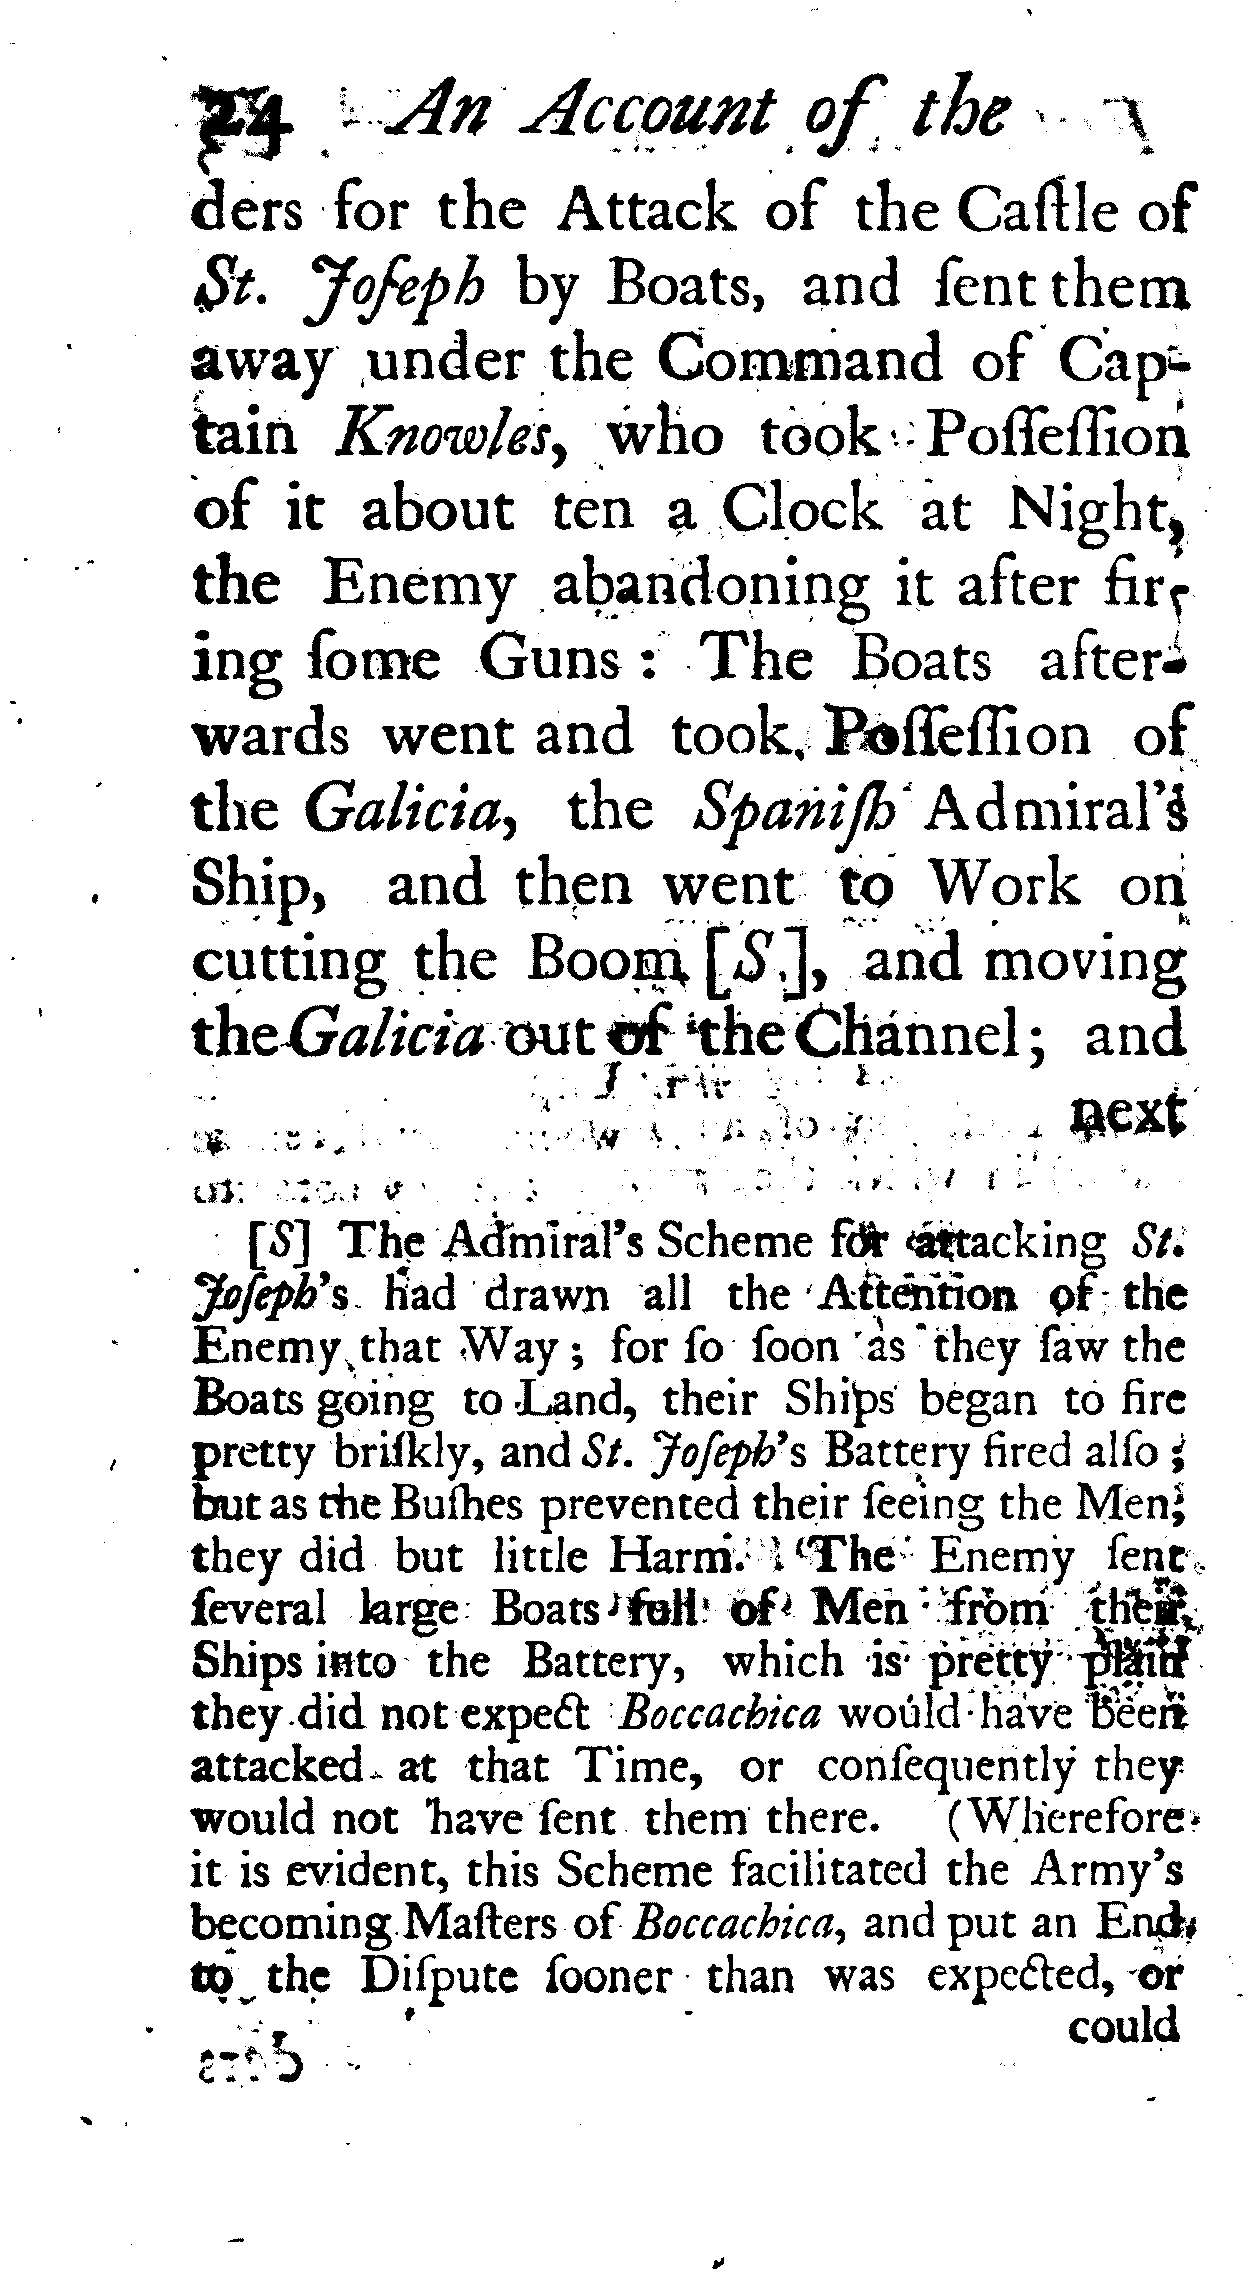 24 An Account of the
ders for the Attack of the Caſtle of
St. Joſeph by Boats, and ſent them
away under the Command of Cap-
tain Knowles, who took Poſſeſſion
of it about ten a Clock at Night,
the Enemy abandoning it after fir-
ing ſome Guns: The Boats after-
wards went and took Poſſeſſion of
the Galicia, the Spaniſh Admiral's
Ship, and then went to Work on
cutting the Boom [S], and moving
the Galicia out of the Channel; and
next
[S] The Admiral's Scheme for attacking St.
Joſeph's had drawn all the Attention of the
Enemy that Way; for ſo ſoon as they ſaw the
Boats going to Land, their Ships began to fire
pretty briſkly, and St. Joſeph's Battery fired alſo;
but as the Buſhes prevented their ſeeing the Men;
they did but little Harm. (The Enemy ſent
ſeveral large Boats full of Men from their
Ships into the Battery, which is pretty plain
they did not expect Boccachica would have been
attacked at that Time, or conſequently they
would not have ſent them there. (Wherefore
it is evident, this Scheme facilitated the Army's
becoming Maſters of Boccachica, and put an End
to the Diſpute ſooner than was expected, or
could